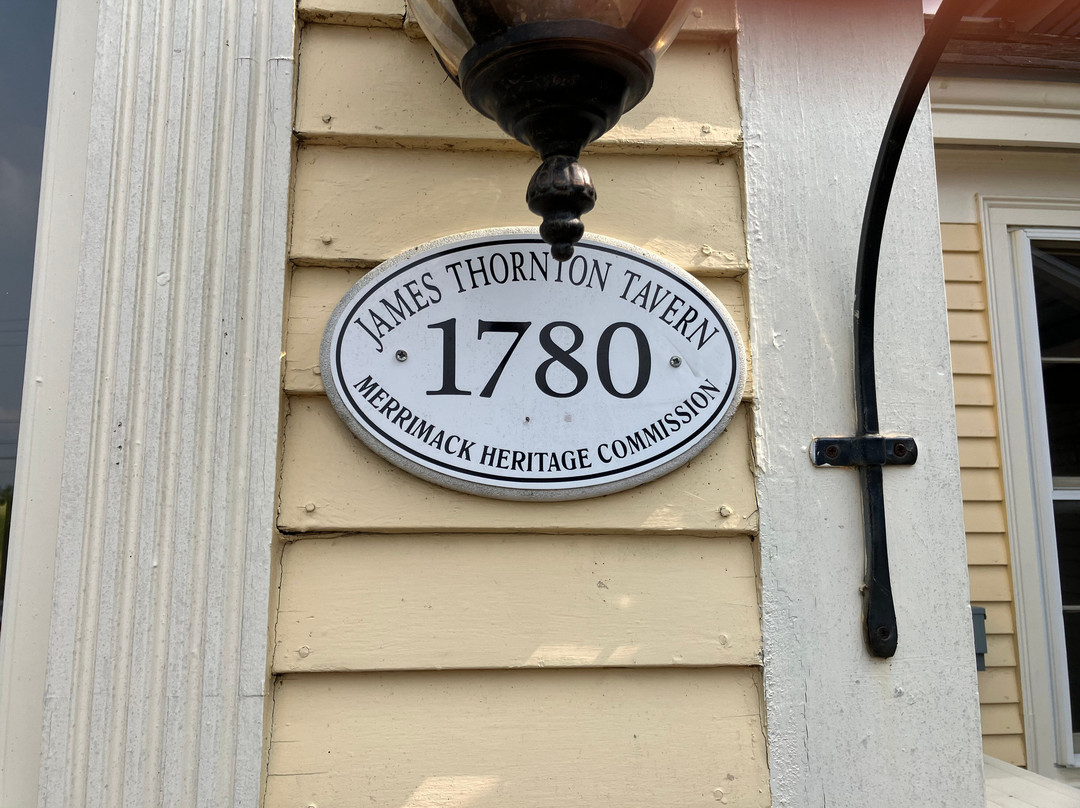 JAMES THORNTON TAVERN
1780
MERRIMACK HERITAGE COMMISSION